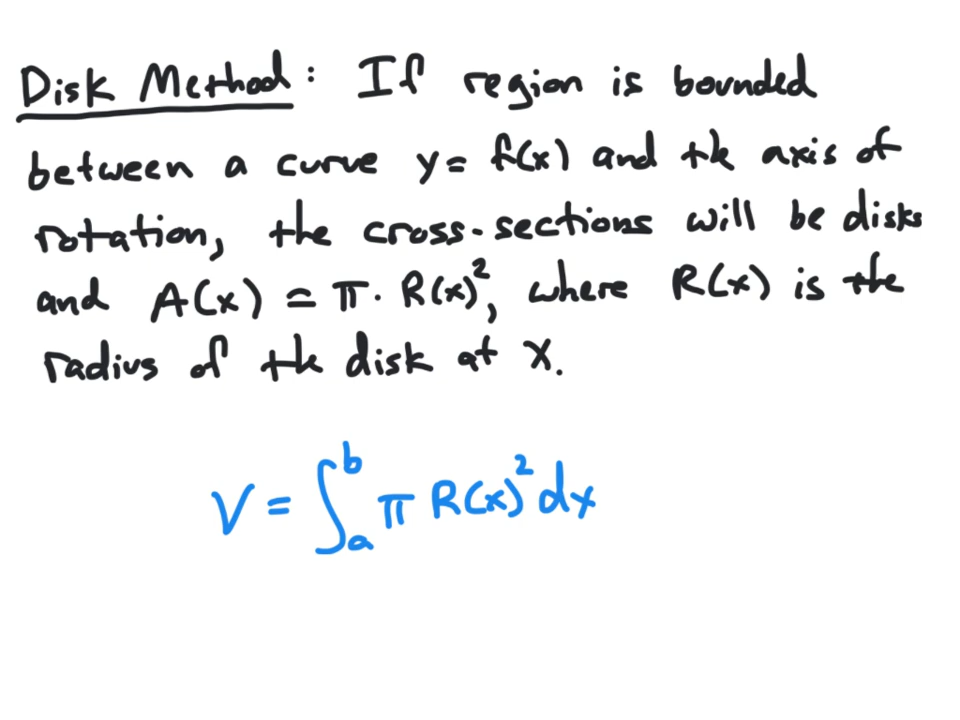 Disk Method: If region is bounded
between a curve y = f(x) and the axis of
rotation, the cross-sections will be disks
and A(x) = π · R(x)², where R(x) is the
radius of the disk at x.
V = ∫ₐᵇ π R(x)² dx